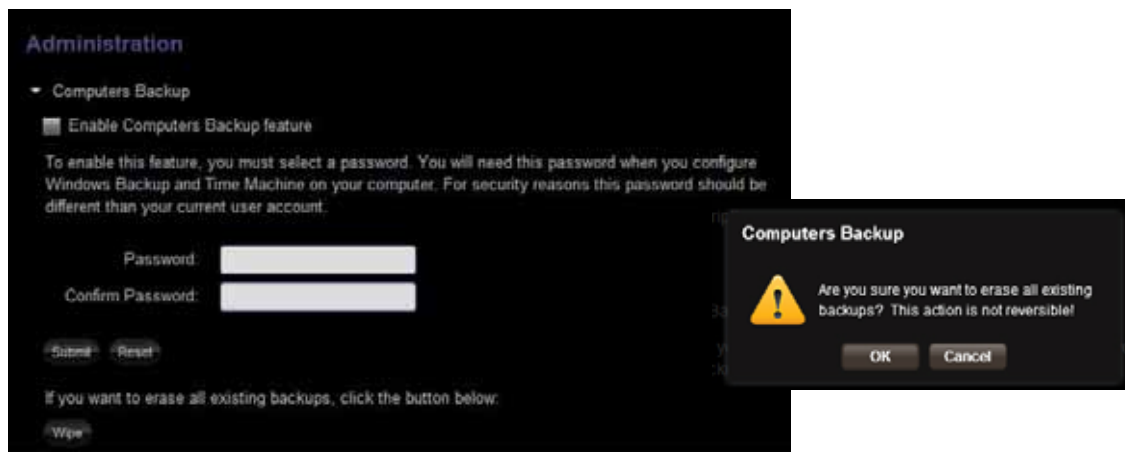 Administration
Computers Backup
Enable Computers Backup feature
To enable this feature, you must select a password. You will need this password when you configure
Windows Backup and Time Machine on your computer. For security reasons this password should be
different than your current user account.
Password:
Confirm Password:
Submit Reset
If you want to erase all existing backups, click the button below:
Wipe
Computers Backup
Are you sure you want to erase all existing
backups? This action is not reversible!
OK Cancel